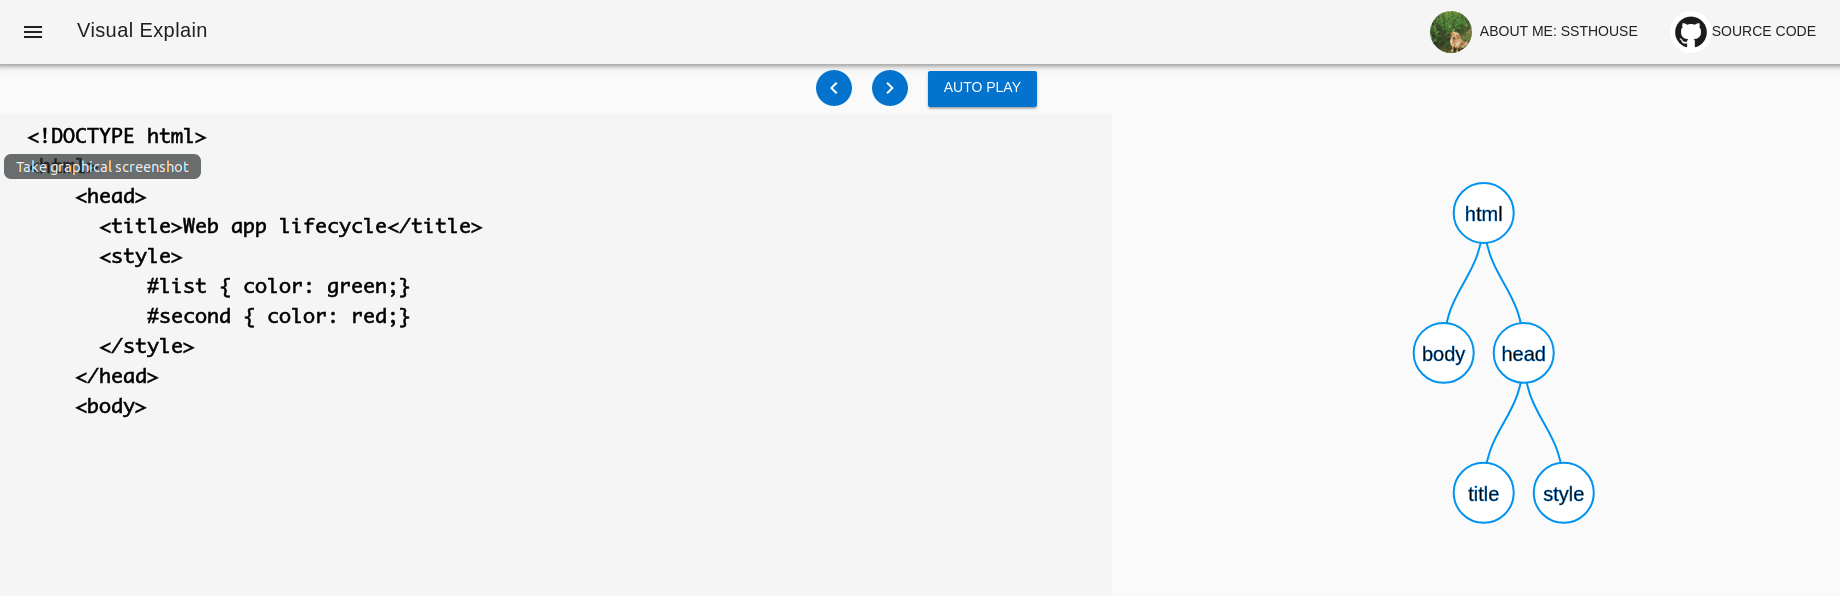 Visual Explain
ABOUT ME: SSTHOUSE
SOURCE CODE
AUTO PLAY
<!DOCTYPE html>
Take graphical screenshot
<head>
<title>Web app lifecycle</title>
<style>
#list { color: green;}
#second { color: red;}
</style>
</head>
<body>
html
body head
title style